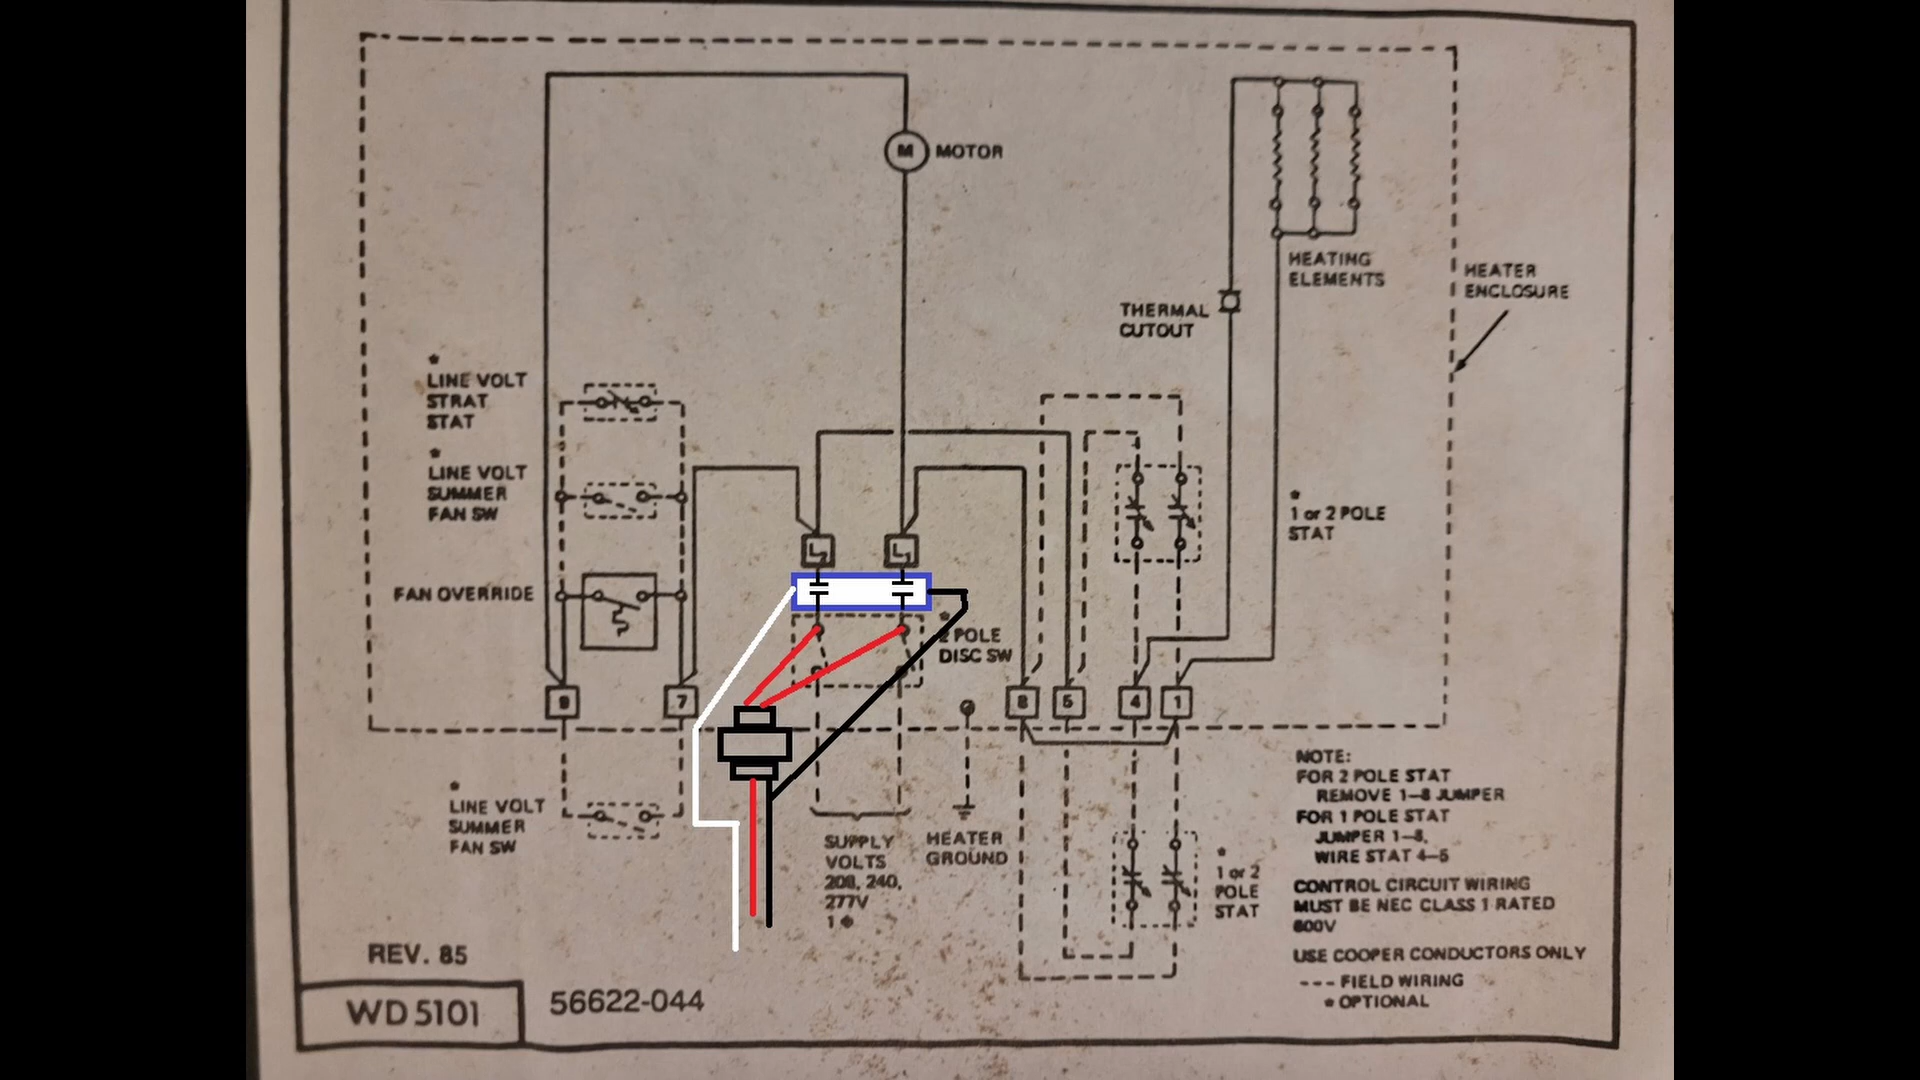 M MOTOR
HEATING
ELEMENTS
HEATER
ENCLOSURE
THERMAL
CUTOUT
*
LINE VOLT
STRAT
STAT
*
LINE VOLT
SUMMER
FAN SW
FAN OVERRIDE
L2
L1
*
1 or 2 POLE
STAT
*
2 POLE
DISC SW
9
7
8
5
4
1
*
LINE VOLT
SUMMER
FAN SW
SUPPLY
VOLTS
208, 240,
277V
1 ϕ
HEATER
GROUND
*
1 or 2
POLE
STAT
NOTE:
FOR 2 POLE STAT
REMOVE 1-8 JUMPER
FOR 1 POLE STAT
JUMPER 1-8,
WIRE STAT 4-5
CONTROL CIRCUIT WIRING
MUST BE NEC CLASS 1 RATED
600V
USE COOPER CONDUCTORS ONLY
--- FIELD WIRING
* OPTIONAL
REV. 85
WD 5101
56622-044